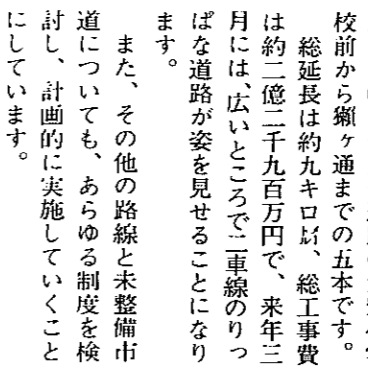 校前から獺ヶ通までの五本です。
総延長は約九キロ㍍、総工事費
は約二億二千九百万円で、来年三
月には、広いところで二車線のりっ
ぱな道路が姿を見せることになり
ます。
また、その他の路線と未整備市
道についても、あらゆる制度を検
討し、計画的に実施していくこと
にしています。